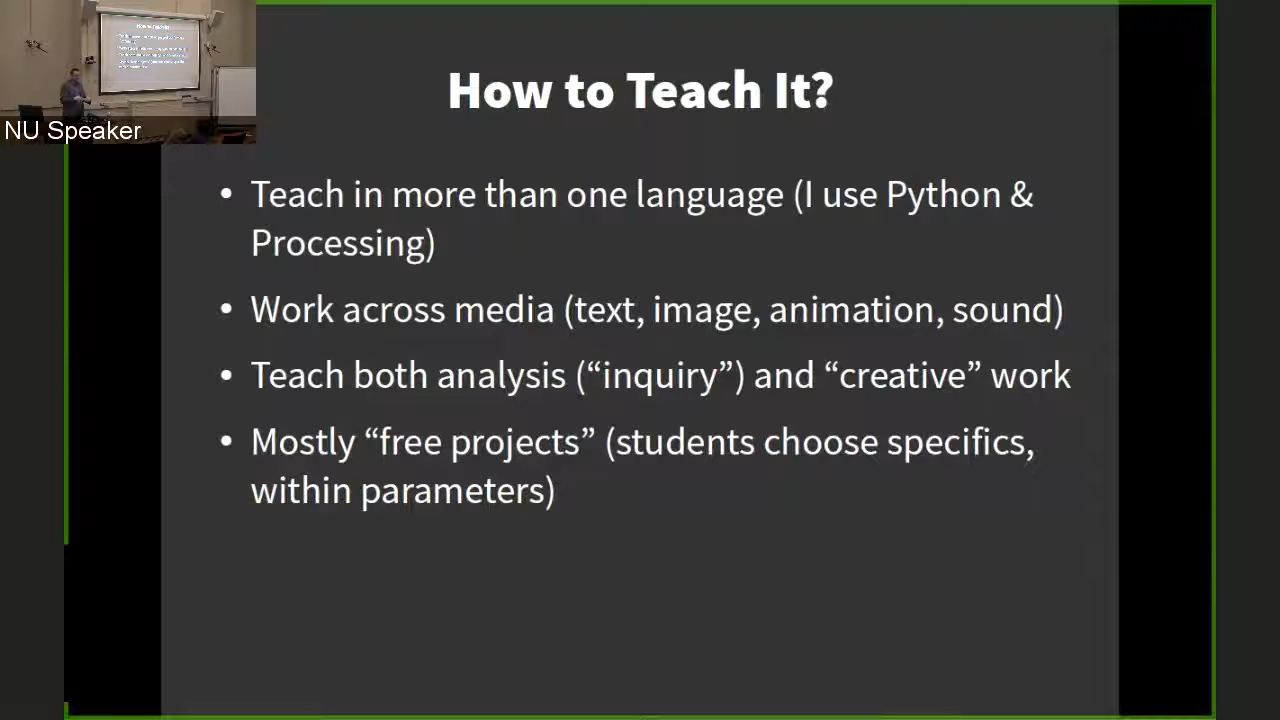 NU Speaker
How to Teach It?
• Teach in more than one language (I use Python &
Processing)
• Work across media (text, image, animation, sound)
• Teach both analysis (“inquiry”) and “creative” work
• Mostly “free projects” (students choose specifics,
within parameters)